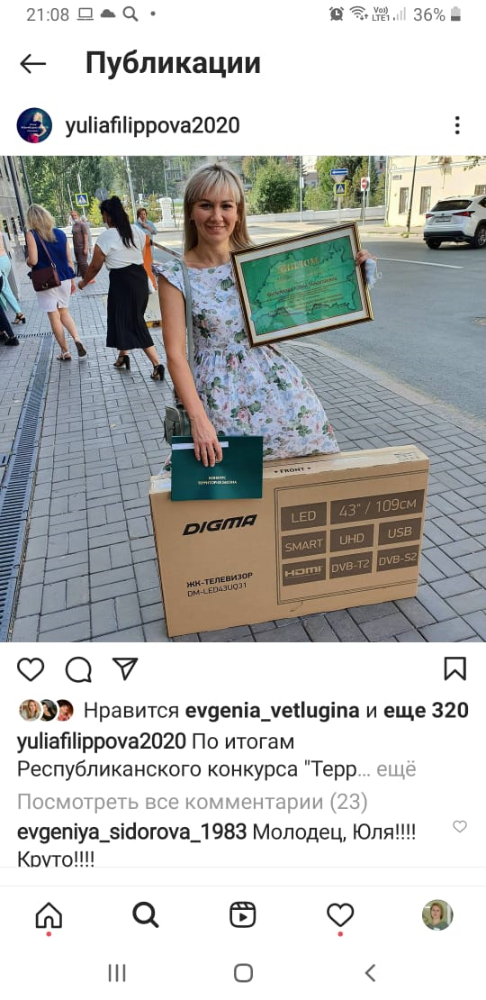 21:08
Vo))
LTE1
36%
Публикации
yuliafilippova2020
ДИПЛОМ
FRONT
КОНКУРС
ТЕРРИТОРИЯ ЗАКОНА
DIGMA
LED
43" / 109СМ
SMART
UHD
USB
HDMI
DVB-T2
DVB-S2
ЖК-ТЕЛЕВИЗОР
DM-LED43UQ31
Нравится evgenia_vetlugina и еще 320
yuliafilippova2020 По итогам
Республиканского конкурса "Терр... ещё
Посмотреть все комментарии (23)
evgeniya_sidorova_1983 Молодец, Юля!!!!
Круто!!!!